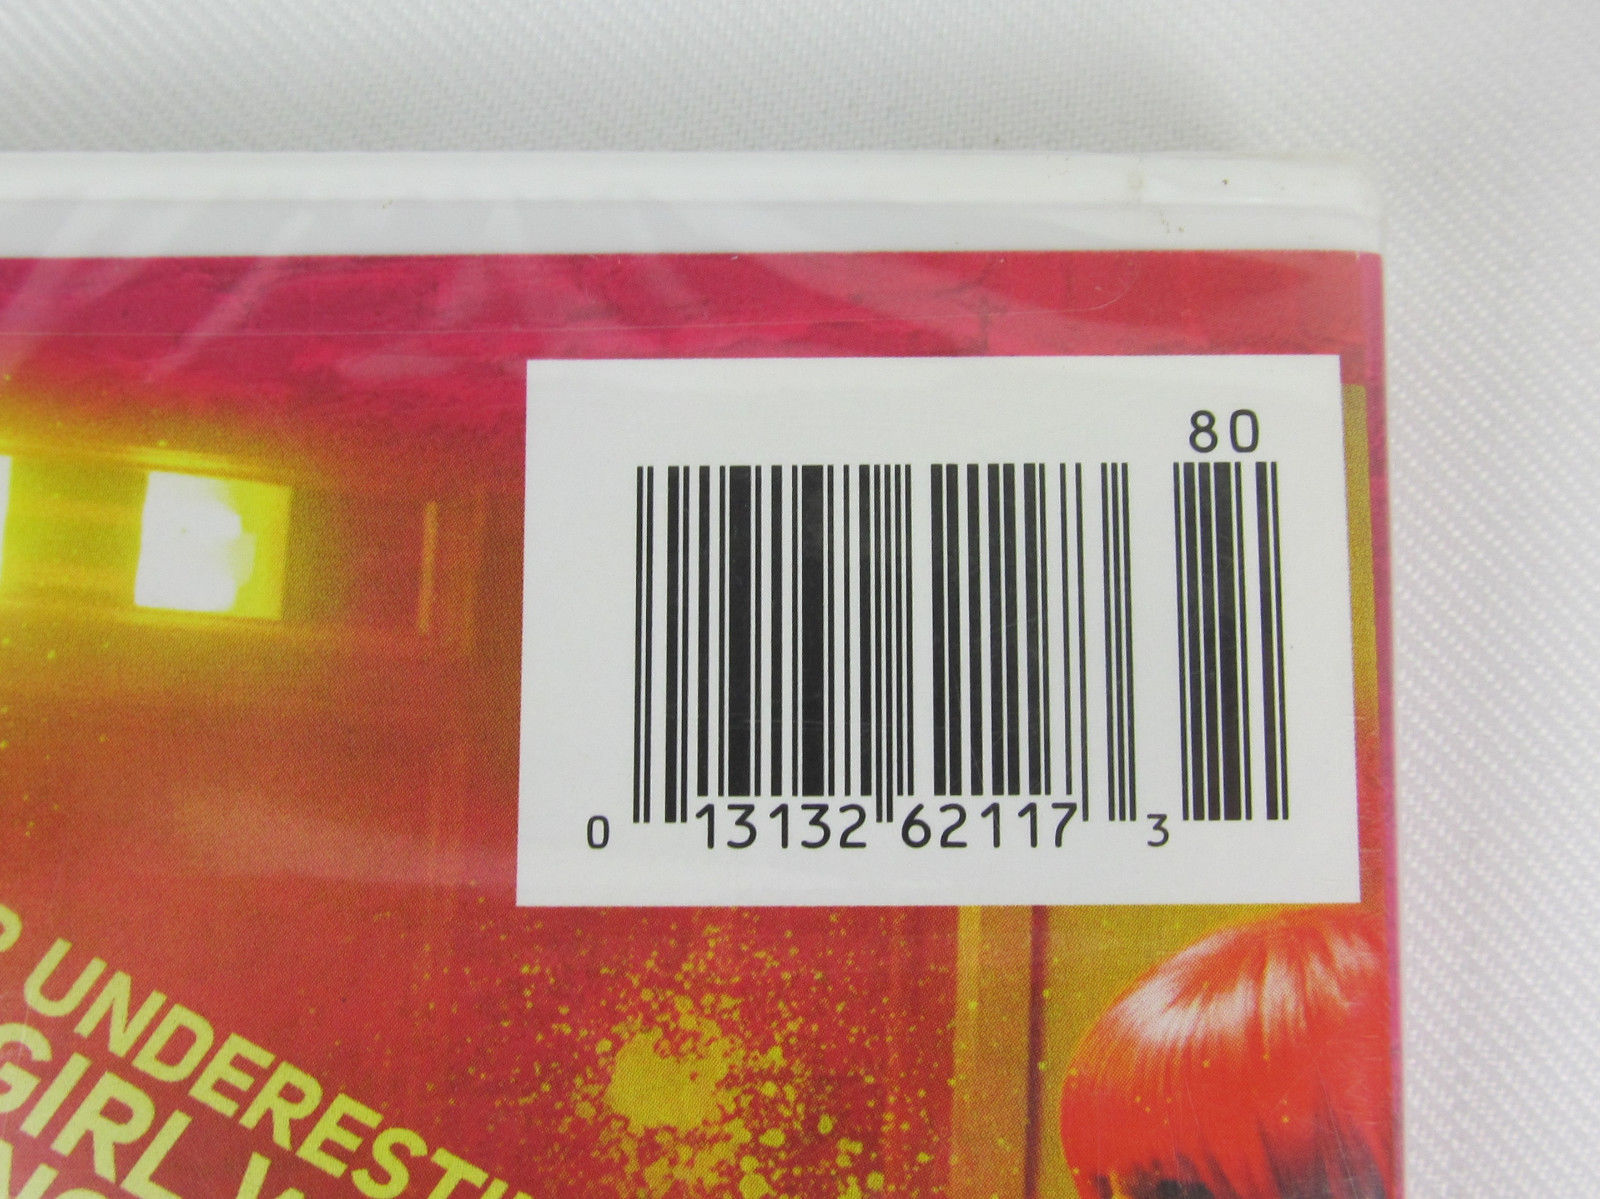 80
0 13132 62117 3
UNDERESTI
GIRL